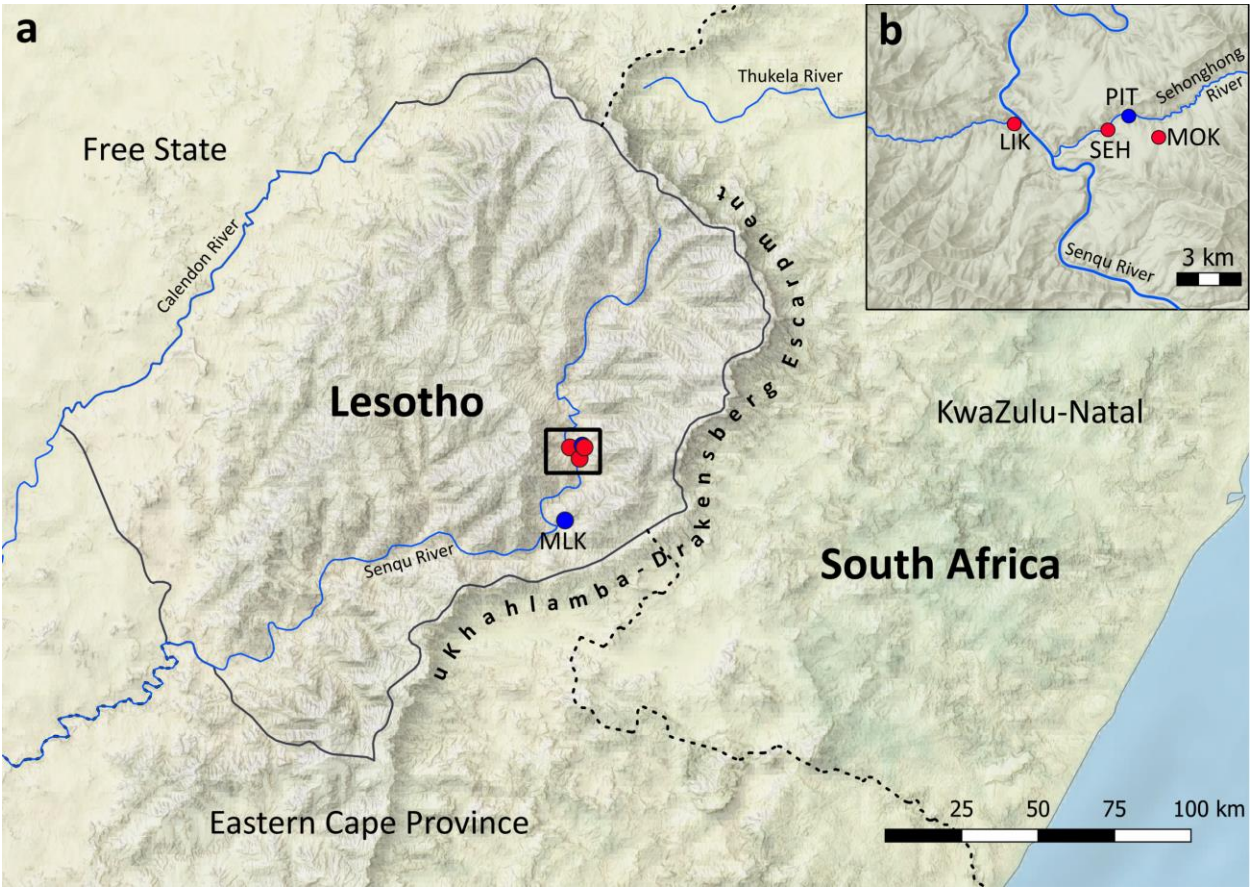 a
Free State
Calendon River
Thukela River
Lesotho
MLK
Senqu River
uKhahlamba-Drakensberg Escarpment
KwaZulu-Natal
South Africa
Eastern Cape Province
25 50 75 100 km
b
Sehonghong
River
PIT
LIK
SEH
MOK
Senqu River
3 km